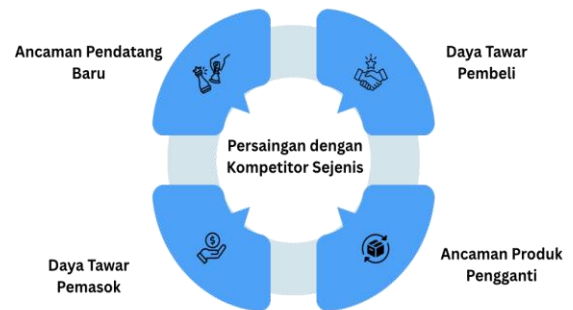 Ancaman Pendatang
Baru
Daya Tawar
Pembeli
Persaingan dengan
Kompetitor Sejenis
Daya Tawar
Pemasok
Ancaman Produk
Pengganti